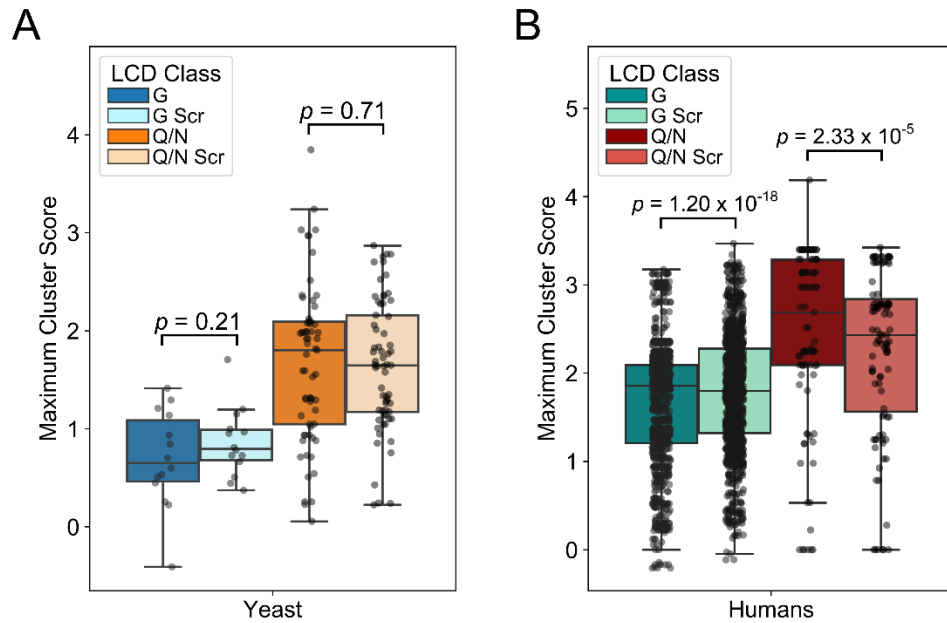 A
LCD Class
G
G Scr
Q/N
Q/N Scr
p = 0.71
p = 0.21
4
3
2
1
0
Maximum Cluster Score
Yeast
B
LCD Class
G
G Scr
Q/N
Q/N Scr
p = 2.33 x 10⁻⁵
p = 1.20 x 10⁻¹⁸
5
4
3
2
1
0
Maximum Cluster Score
Humans